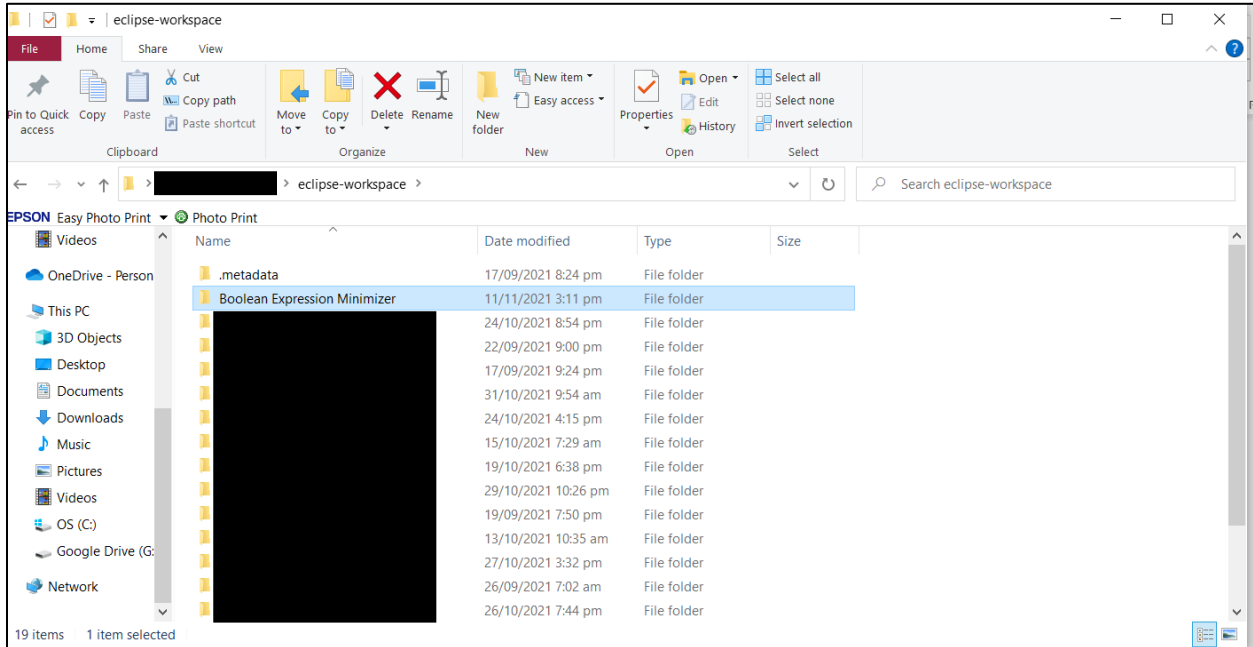 eclipse-workspace
File Home Share View
Pin to Quick access
Copy
Paste
Cut
Copy path
Paste shortcut
Clipboard
Move to
Copy to
Delete
Rename
Organize
New folder
New item
Easy access
New
Properties
Open
Edit
History
Open
Select all
Select none
Invert selection
Select
eclipse-workspace
Search eclipse-workspace
EPSON Easy Photo Print Photo Print
Videos
OneDrive - Person
This PC
3D Objects
Desktop
Documents
Downloads
Music
Pictures
Videos
OS (C:)
Google Drive (G:
Network
Name Date modified Type Size
.metadata 17/09/2021 8:24 pm File folder
Boolean Expression Minimizer 11/11/2021 3:11 pm File folder
24/10/2021 8:54 pm File folder
22/09/2021 9:00 pm File folder
17/09/2021 9:24 pm File folder
31/10/2021 9:54 am File folder
24/10/2021 4:15 pm File folder
15/10/2021 7:29 am File folder
19/10/2021 6:38 pm File folder
29/10/2021 10:26 pm File folder
19/09/2021 7:50 pm File folder
13/10/2021 10:35 am File folder
27/10/2021 3:32 pm File folder
26/09/2021 7:02 am File folder
26/10/2021 7:44 pm File folder
19 items 1 item selected